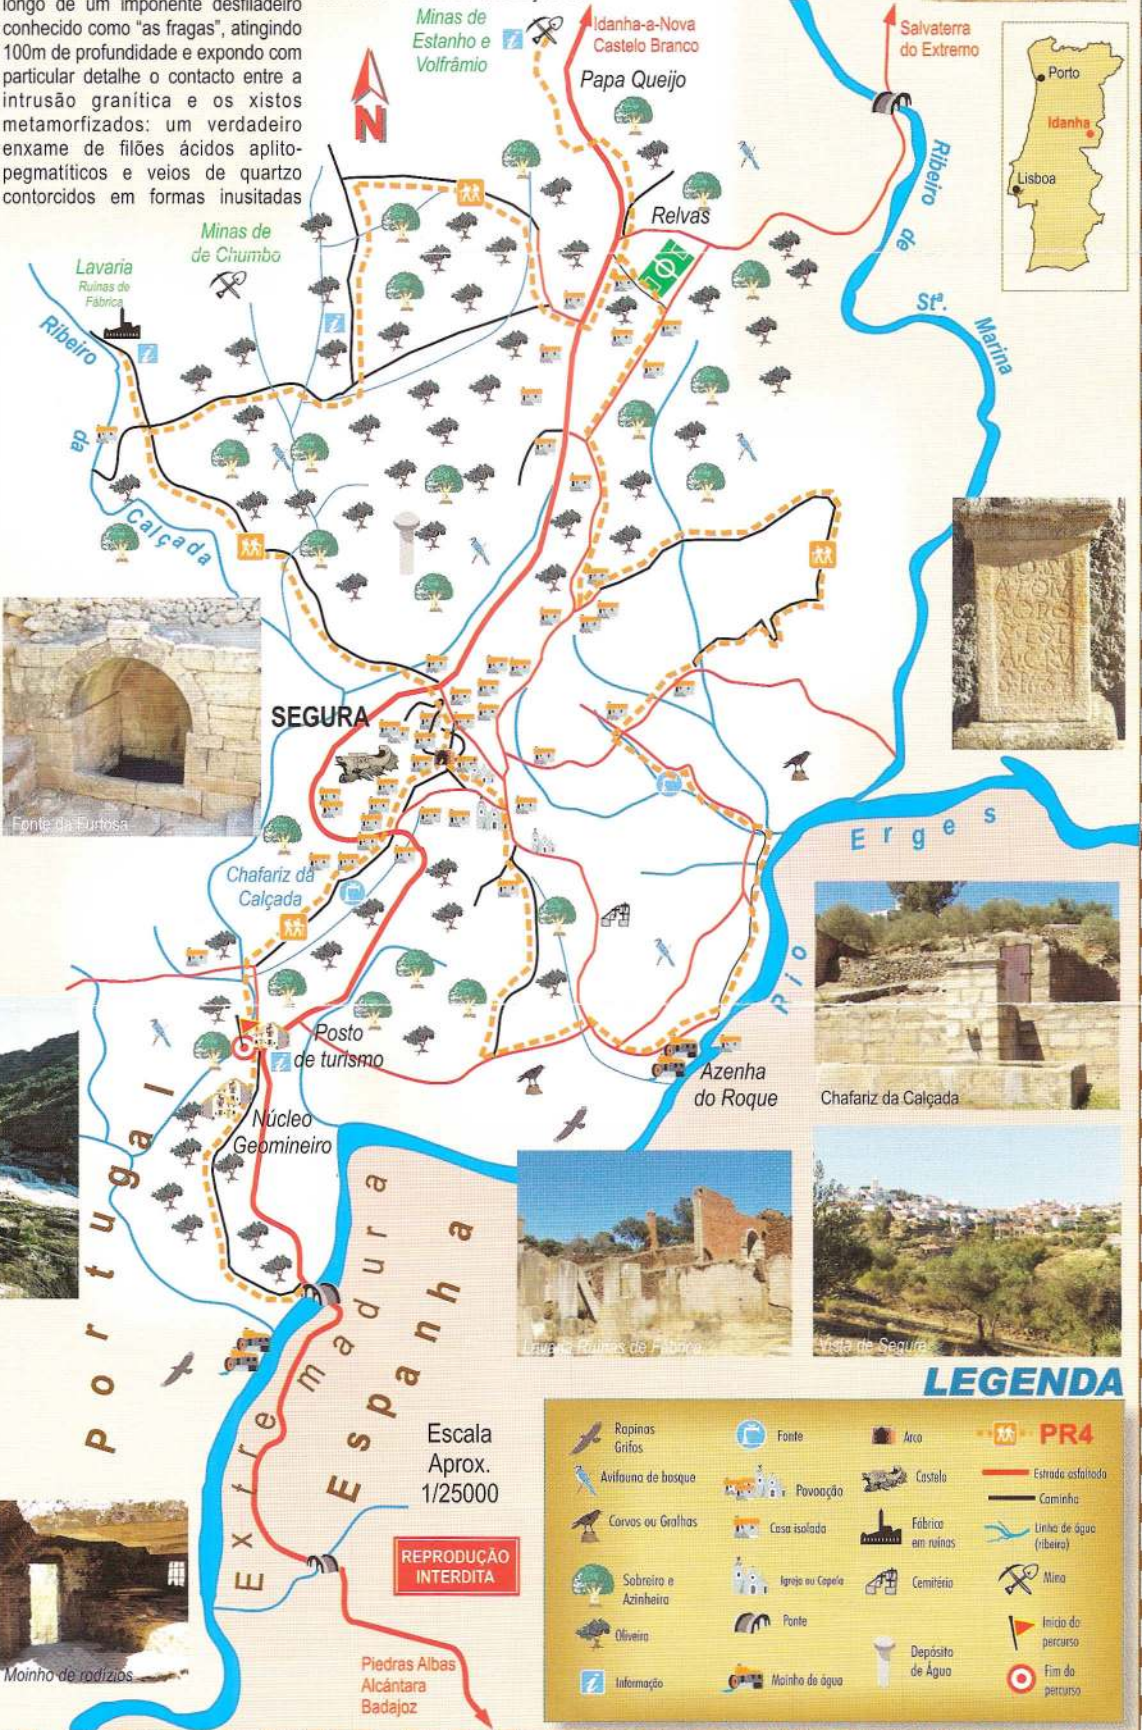 longo de um imponente desfiladeiro
conhecido como "as fragas", atingindo
100m de profundidade e expondo com
particular detalhe o contacto entre a
intrusão granítica e os xistos
metamorfizados: um verdadeiro
enxame de filões ácidos aplito-
pegmatíticos e veios de quartzo
contorcidos em formas inusitadas
Minas de
Estanho e
Volfrâmio
Idanha-a-Nova
Castelo Branco
Papa Queijo
Salvaterra
do Extremo
Porto
Idanha
Lisboa
N
Relvas
Ribeiro
de
Stª.
Marina
Minas de
de Chumbo
Lavaria
Ruínas de
Fábrica
Ribeiro
da
Calçada
SEGURA
Fonte da Furtosa
Chafariz da
Calçada
Erges
Rio
Posto
de turismo
Azenha
do Roque
Chafariz da Calçada
Núcleo
Geomineiro
Portugal
Extremadura
Espanha
Lavaria Ruínas de Fábrica
Vista de Segura
Escala
Aprox.
1/25000
REPRODUÇÃO
INTERDITA
Moinho de rodízios
Piedras Albas
Alcántara
Badajoz
LEGENDA
Rapinas
Grifos
Avifauna de bosque
Corvos ou Gralhas
Sobreiro e
Azinheira
Oliveira
Informação
Fonte
Povoação
Casa isolada
Igreja ou Capela
Ponte
Moinho de água
Arco
Castelo
Fábrica
em ruínas
Cemitério
Depósito
de Água
PR4
Estrada asfaltada
Caminho
Linha de água
(ribeira)
Mina
Início do
percurso
Fim do
percurso